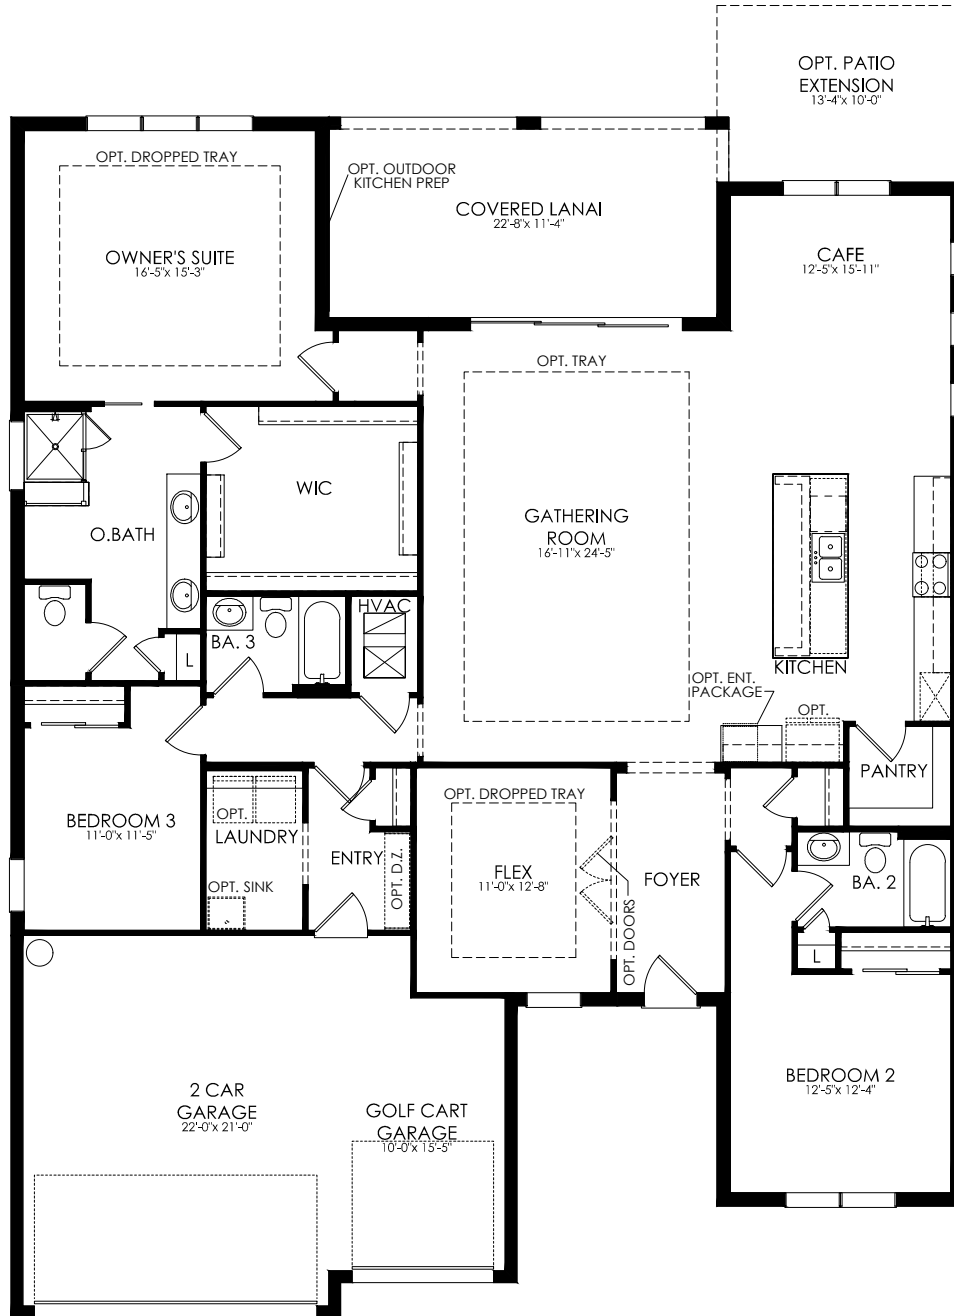 OPT. PATIO
EXTENSION
13'-4"x 10'-0"
OPT. DROPPED TRAY
OPT. OUTDOOR
KITCHEN PREP
COVERED LANAI
22'-8"x 11'-4"
OWNER'S SUITE
16'-5"x 15'-3"
CAFE
12'-5"x 15'-11"
OPT. TRAY
WIC
GATHERING
ROOM
16'-11"x 24'-5"
O.BATH
HVAC
BA. 3
L
KITCHEN
OPT. ENT.
PACKAGE
OPT.
PANTRY
BEDROOM 3
11'-0"x 11'-5"
OPT.
LAUNDRY
OPT. SINK
ENTRY
OPT. D.Z.
OPT. DROPPED TRAY
FLEX
11'-0"x 12'-8"
OPT. DOORS
FOYER
BA. 2
L
BEDROOM 2
12'-5"x 12'-4"
2 CAR
GARAGE
22'-0"x 21'-0"
GOLF CART
GARAGE
10'-0"x 15'-5"